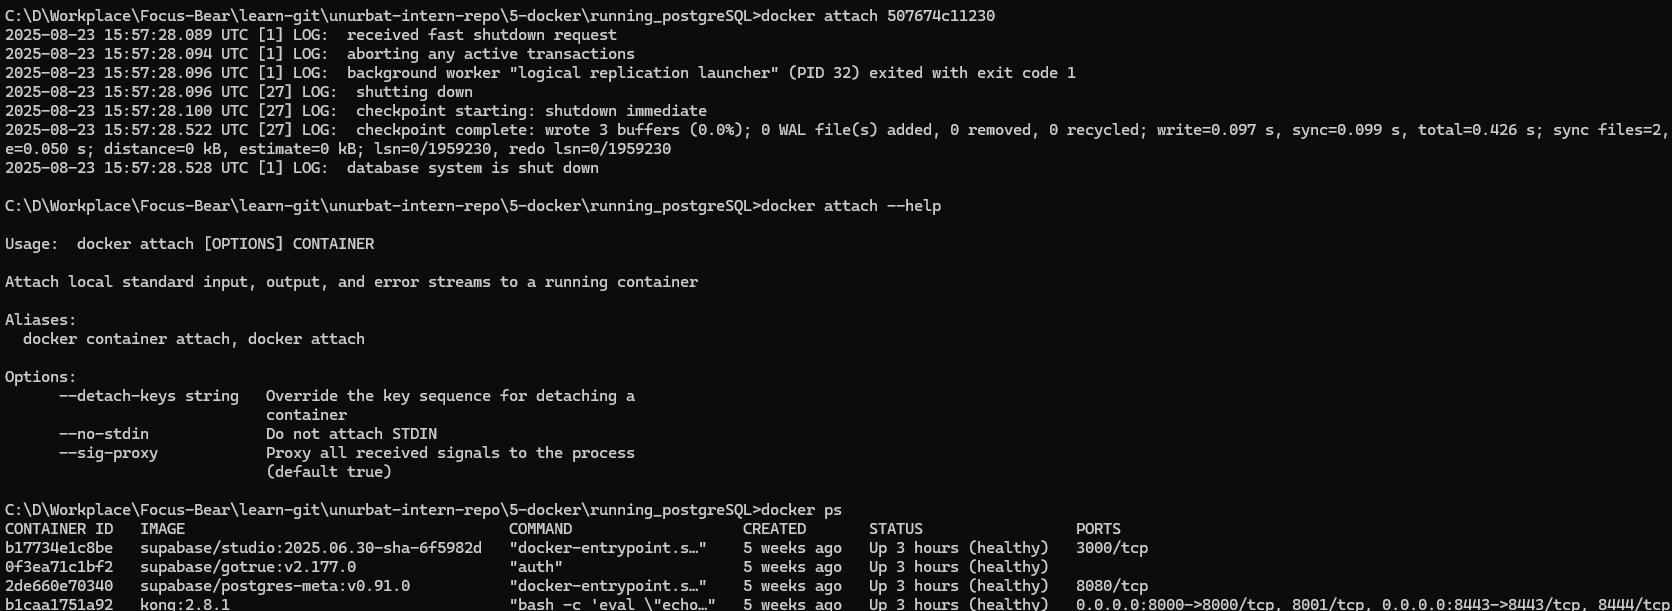 C:\D\Workplace\Focus-Bear\learn-git\unurbat-intern-repo\5-docker\running_postgreSQL>docker attach 507674c11230
2025-08-23 15:57:28.089 UTC [1] LOG:  received fast shutdown request
2025-08-23 15:57:28.094 UTC [1] LOG:  aborting any active transactions
2025-08-23 15:57:28.096 UTC [1] LOG:  background worker "logical replication launcher" (PID 32) exited with exit code 1
2025-08-23 15:57:28.096 UTC [27] LOG:  shutting down
2025-08-23 15:57:28.100 UTC [27] LOG:  checkpoint starting: shutdown immediate
2025-08-23 15:57:28.522 UTC [27] LOG:  checkpoint complete: wrote 3 buffers (0.0%); 0 WAL file(s) added, 0 removed, 0 recycled; write=0.097 s, sync=0.099 s, total=0.426 s; sync files=2,
e=0.050 s; distance=0 kB, estimate=0 kB; lsn=0/1959230, redo lsn=0/1959230
2025-08-23 15:57:28.528 UTC [1] LOG:  database system is shut down
C:\D\Workplace\Focus-Bear\learn-git\unurbat-intern-repo\5-docker\running_postgreSQL>docker attach --help
Usage:  docker attach [OPTIONS] CONTAINER
Attach local standard input, output, and error streams to a running container
Aliases:
  docker container attach, docker attach
Options:
      --detach-keys string   Override the key sequence for detaching a
                             container
      --no-stdin             Do not attach STDIN
      --sig-proxy            Proxy all received signals to the process
                             (default true)
C:\D\Workplace\Focus-Bear\learn-git\unurbat-intern-repo\5-docker\running_postgreSQL>docker ps
CONTAINER ID   IMAGE                                    COMMAND                  CREATED       STATUS                 PORTS
b17734e1c8be   supabase/studio:2025.06.30-sha-6f5982d   "docker-entrypoint.s…"   5 weeks ago   Up 3 hours (healthy)   3000/tcp
0f3ea71c1bf2   supabase/gotrue:v2.177.0                 "auth"                   5 weeks ago   Up 3 hours (healthy)
2de660e70340   supabase/postgres-meta:v0.91.0           "docker-entrypoint.s…"   5 weeks ago   Up 3 hours (healthy)   8080/tcp
b1caa1751a92   kong:2.8.1                               "bash -c 'eval \"echo…"   5 weeks ago   Up 3 hours (healthy)   0.0.0.0:8000->8000/tcp, 8001/tcp, 0.0.0.0:8443->8443/tcp, 8444/tcp